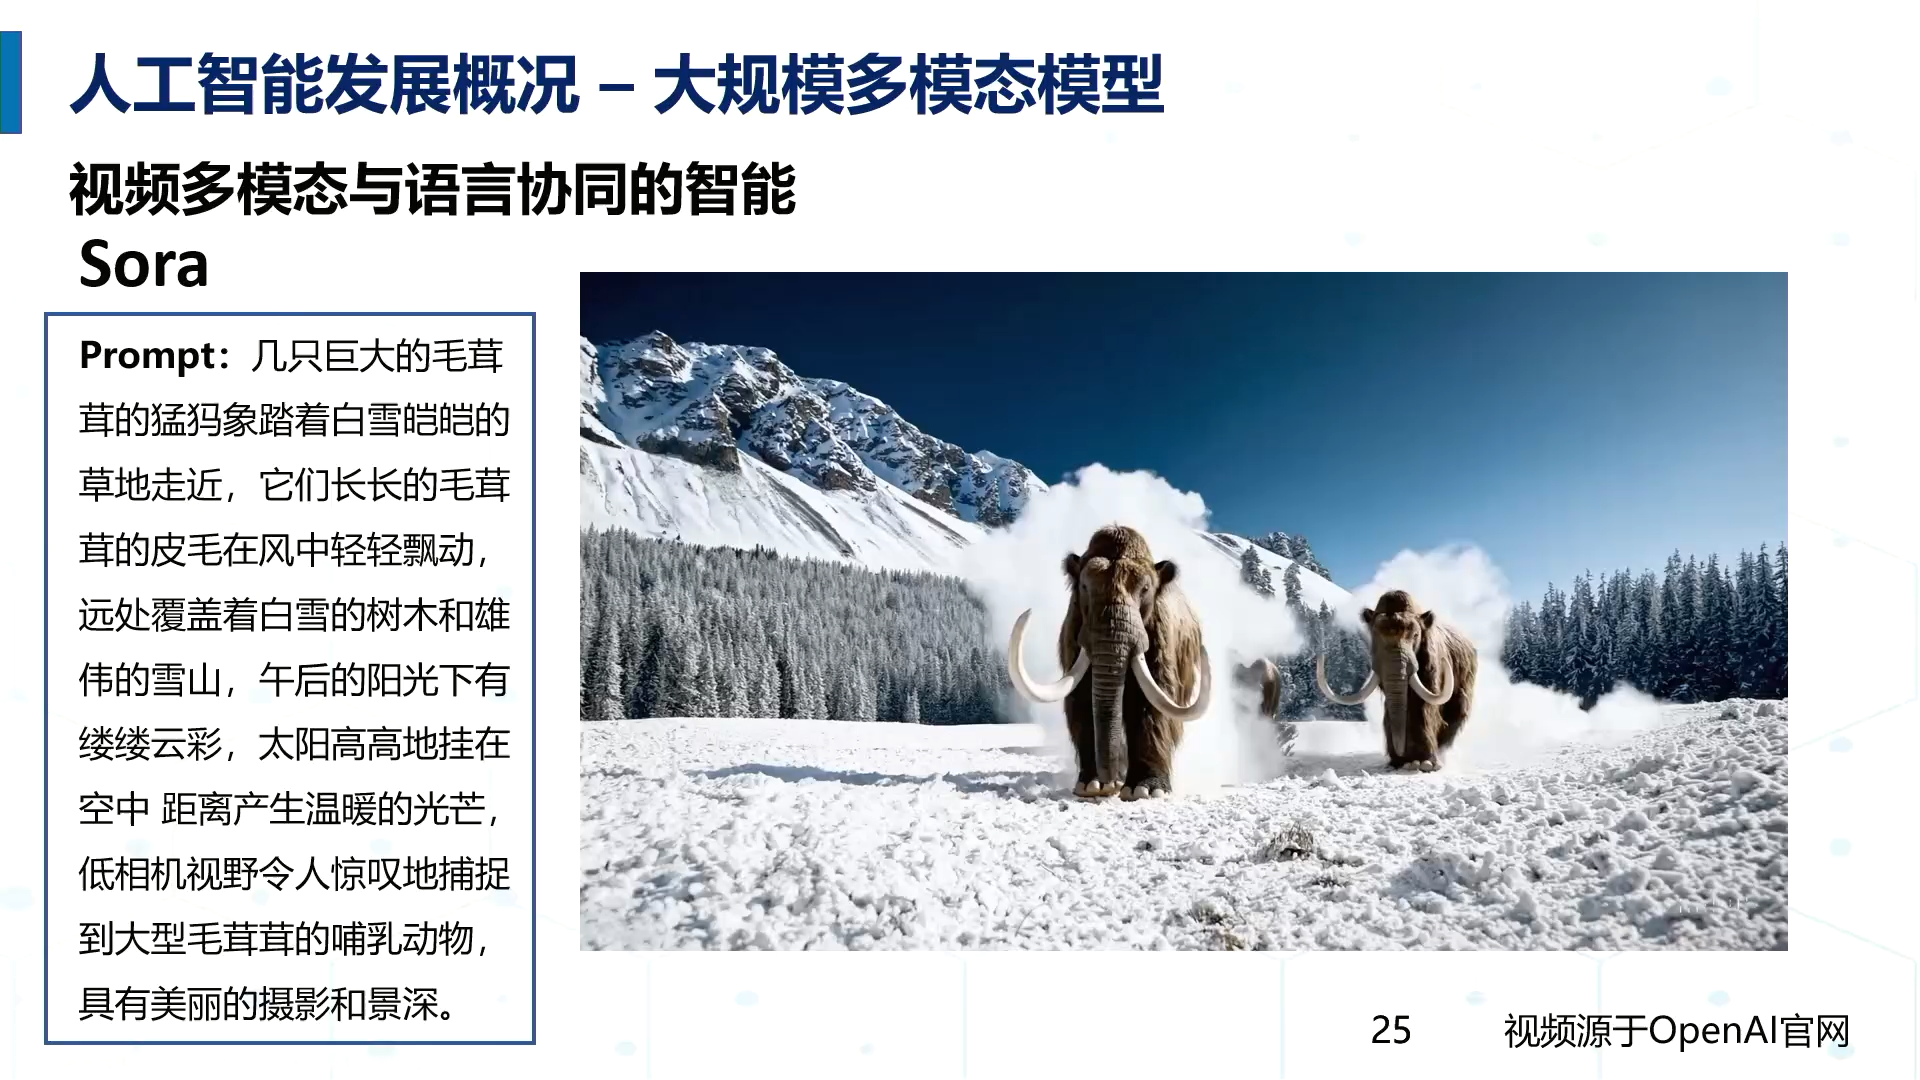 人工智能发展概况 – 大规模多模态模型
视频多模态与语言协同的智能
Sora
Prompt：几只巨大的毛茸
茸的猛犸象踏着白雪皑皑的
草地走近，它们长长的毛茸
茸的皮毛在风中轻轻飘动，
远处覆盖着白雪的树木和雄
伟的雪山，午后的阳光下有
缕缕云彩，太阳高高地挂在
空中 距离产生温暖的光芒，
低相机视野令人惊叹地捕捉
到大型毛茸茸的哺乳动物，
具有美丽的摄影和景深。
25
视频源于OpenAI官网